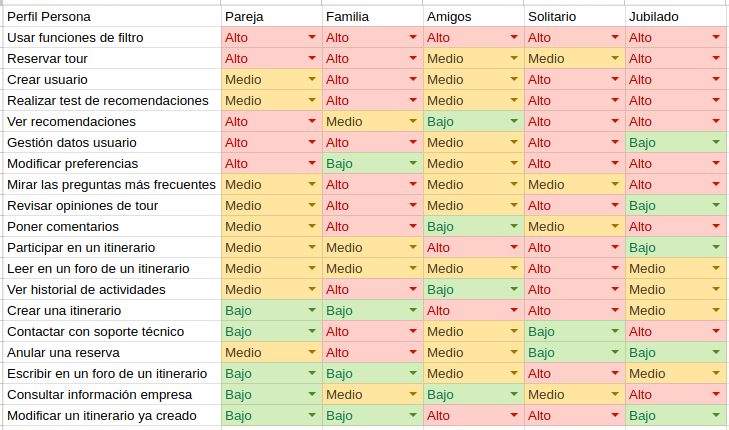 Perfil Persona Pareja Familia Amigos Solitario Jubilado
Usar funciones de filtro Alto Alto Alto Alto Alto
Reservar tour Alto Alto Medio Medio Alto
Crear usuario Medio Alto Medio Alto Alto
Realizar test de recomendaciones Medio Alto Medio Alto Alto
Ver recomendaciones Alto Medio Bajo Alto Alto
Gestión datos usuario Alto Alto Medio Alto Bajo
Modificar preferencias Alto Bajo Medio Alto Alto
Mirar las preguntas más frecuentes Medio Alto Medio Medio Alto
Revisar opiniones de tour Medio Alto Medio Alto Bajo
Poner comentarios Medio Alto Bajo Medio Alto
Participar en un itinerario Medio Medio Alto Alto Bajo
Leer en un foro de un itinerario Medio Medio Medio Alto Medio
Ver historial de actividades Medio Alto Bajo Alto Medio
Crear una itinerario Bajo Bajo Alto Alto Medio
Contactar con soporte técnico Bajo Alto Medio Bajo Alto
Anular una reserva Medio Alto Medio Bajo Bajo
Escribir en un foro de un itinerario Bajo Bajo Medio Alto Medio
Consultar información empresa Bajo Medio Bajo Medio Alto
Modificar un itinerario ya creado Bajo Bajo Alto Alto Bajo